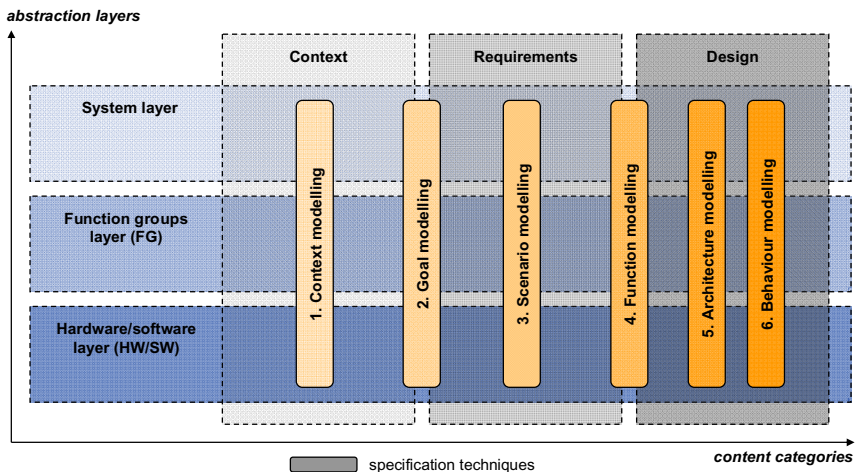 abstraction layers
Context
Requirements
Design
System layer
Function groups
layer (FG)
Hardware/software
layer (HW/SW)
1. Context modelling
2. Goal modelling
3. Scenario modelling
4. Function modelling
5. Architecture modelling
6. Behaviour modelling
content categories
specification techniques